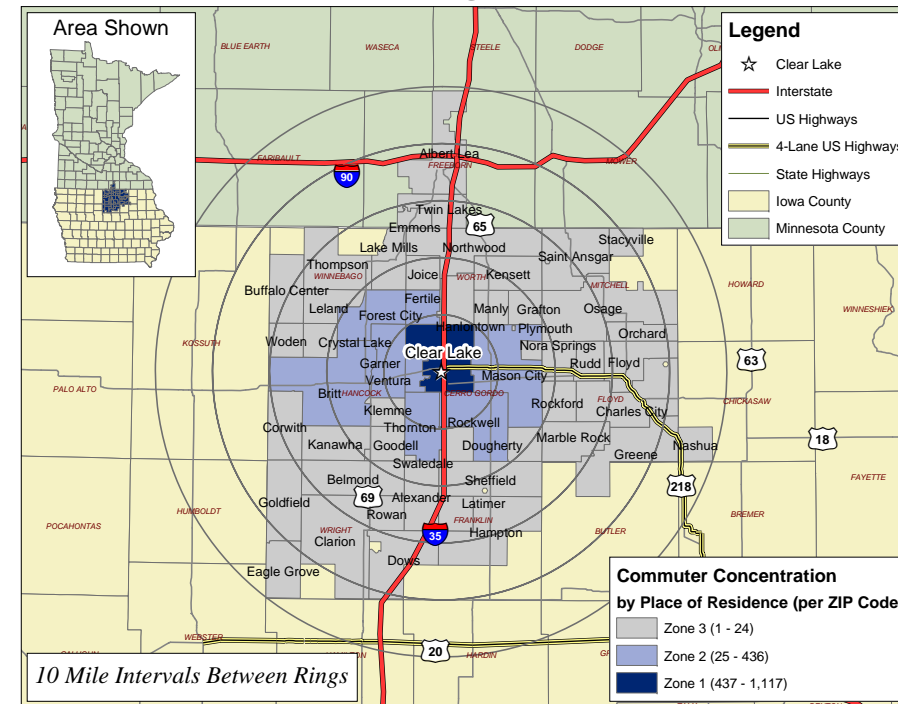 Area Shown
BLUE EARTH
WASECA
STEELE
DODGE
Legend
Clear Lake
Interstate
US Highways
4-Lane US Highways
State Highways
Iowa County
Minnesota County
FARIBAULT
Albert Lea
FREEBORN
MOWER
90
Twin Lakes
Emmons
65
Lake Mills
Northwood
Stacyville
Saint Ansgar
Thompson
WINNEBAGO
Joice
WORTH
Kensett
MITCHELL
HOWARD
WINNESHIEK
Buffalo Center
Fertile
Leland
Manly
Grafton
Osage
Forest City
Hanlontown
Plymouth
Orchard
KOSSUTH
Woden
Crystal Lake
Nora Springs
Clear Lake
Garner
Rudd
Floyd
63
Ventura
Mason City
PALO ALTO
Britt
HANCOCK
CERRO GORDO
FLOYD
CHICKASAW
Klemme
Rockford
Charles City
Corwith
Thornton
Rockwell
Kanawha
Goodell
Dougherty
Marble Rock
Nashua
18
Greene
Swaledale
FAYETTE
Belmond
Sheffield
218
69
Alexander
Goldfield
Latimer
HUMBOLDT
Rowan
BREMER
POCAHONTAS
WRIGHT
FRANKLIN
Clarion
35
Hampton
BUTLER
Dows
Eagle Grove
Commuter Concentration
by Place of Residence (per ZIP Code
Zone 3 (1 - 24)
Zone 2 (25 - 436)
Zone 1 (437 - 1,117)
WEBSTER
20
HARDIN
10 Mile Intervals Between Rings